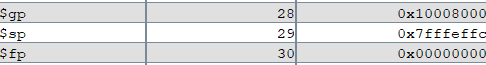 $gp 28 0x10008000
$sp 29 0x7fffeffc
$fp 30 0x00000000